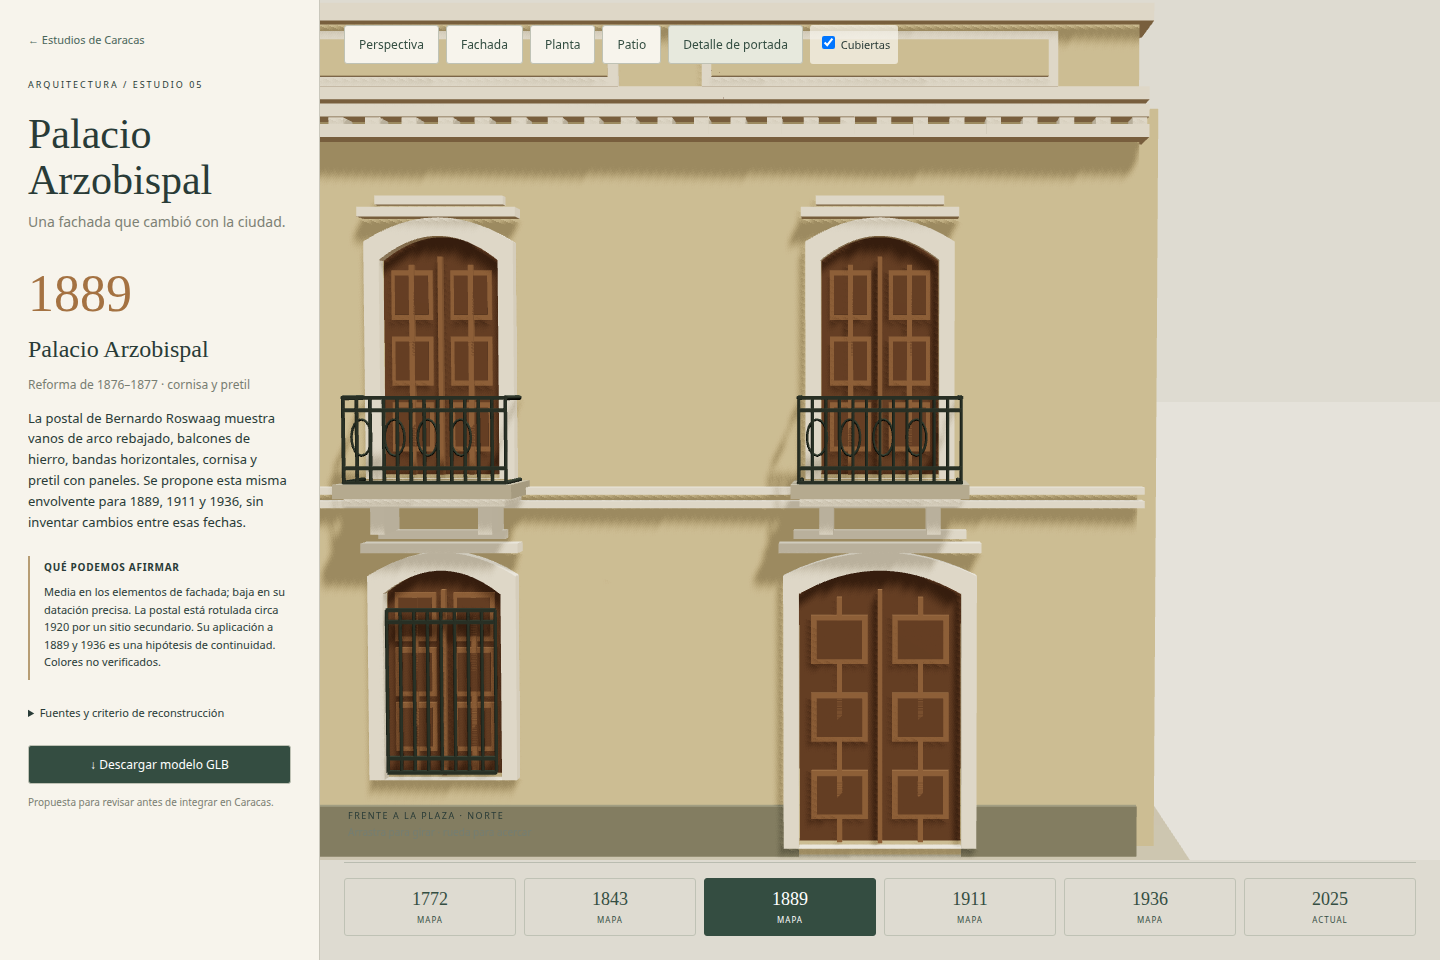 ← Estudios de Caracas
ARQUITECTURA / ESTUDIO 05
Palacio
Arzobispal
Una fachada que cambió con la ciudad.
1889
Palacio Arzobispal
Reforma de 1876–1877 · cornisa y pretil
La postal de Bernardo Roswaag muestra
vanos de arco rebajado, balcones de
hierro, bandas horizontales, cornisa y
pretil con paneles. Se propone esta misma
envolvente para 1889, 1911 y 1936, sin
inventar cambios entre esas fechas.
QUÉ PODEMOS AFIRMAR
Media en los elementos de fachada; baja en su
datación precisa. La postal está rotulada circa
1920 por un sitio secundario. Su aplicación a
1889 y 1936 es una hipótesis de continuidad.
Colores no verificados.
▶ Fuentes y criterio de reconstrucción
↓ Descargar modelo GLB
Propuesta para revisar antes de integrar en Caracas.
Perspectiva
Fachada
Planta
Patio
Detalle de portada
Cubiertas
FRENTE A LA PLAZA · NORTE
1772
MAPA
1843
MAPA
1889
MAPA
1911
MAPA
1936
MAPA
2025
ACTUAL